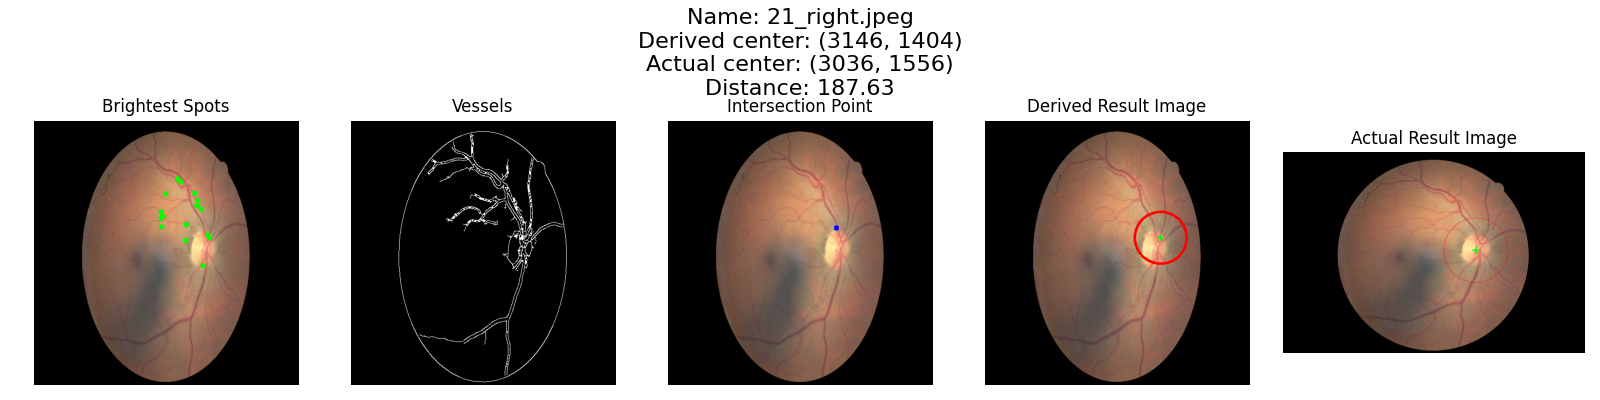 Name: 21_right.jpeg
Derived center: (3146, 1404)
Actual center: (3036, 1556)
Distance: 187.63
Brightest Spots
Vessels
Intersection Point
Derived Result Image
Actual Result Image